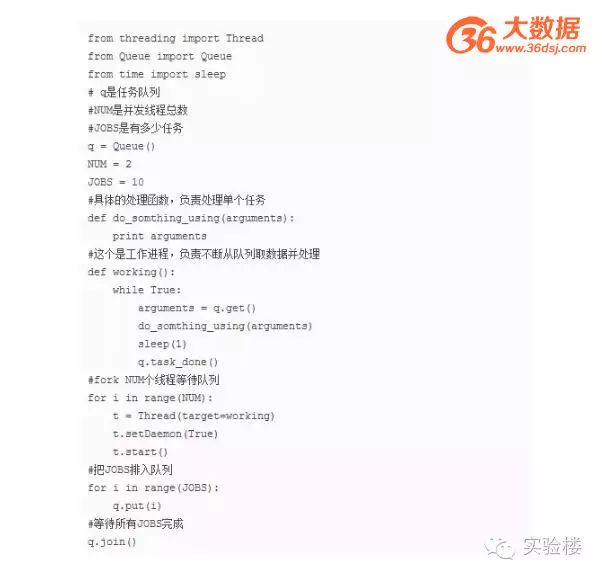 36大数据
www.36dsj.com
from threading import Thread
from Queue import Queue
from time import sleep
# q是任务队列
#NUM是并发线程总数
#JOBS是有多少任务
q = Queue()
NUM = 2
JOBS = 10
#具体的处理函数，负责处理单个任务
def do_somthing_using(arguments):
    print arguments
#这个是工作进程，负责不断从队列取数据并处理
def working():
    while True:
        arguments = q.get()
        do_somthing_using(arguments)
        sleep(1)
        q.task_done()
#fork NUM个线程等待队列
for i in range(NUM):
    t = Thread(target=working)
    t.setDaemon(True)
    t.start()
#把JOBS排入队列
for i in range(JOBS):
    q.put(i)
#等待所有JOBS完成
q.join()
实验楼